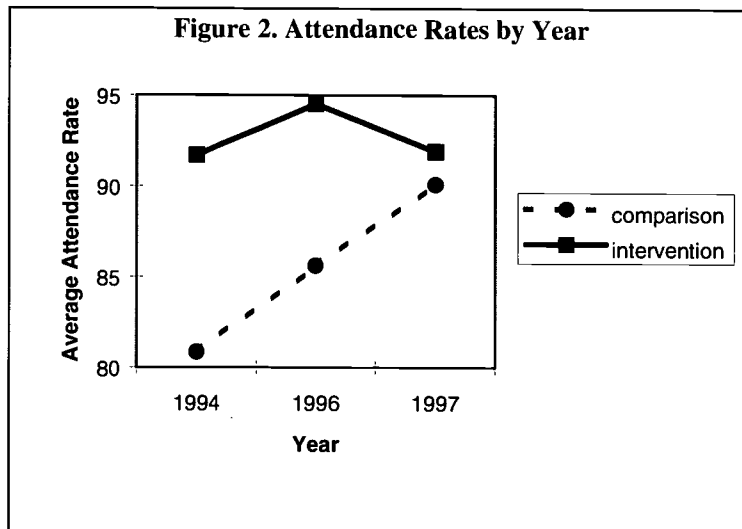 Figure 2. Attendance Rates by Year
95
90
85
80
Average Attendance Rate
1994 1996 1997
Year
comparison
intervention